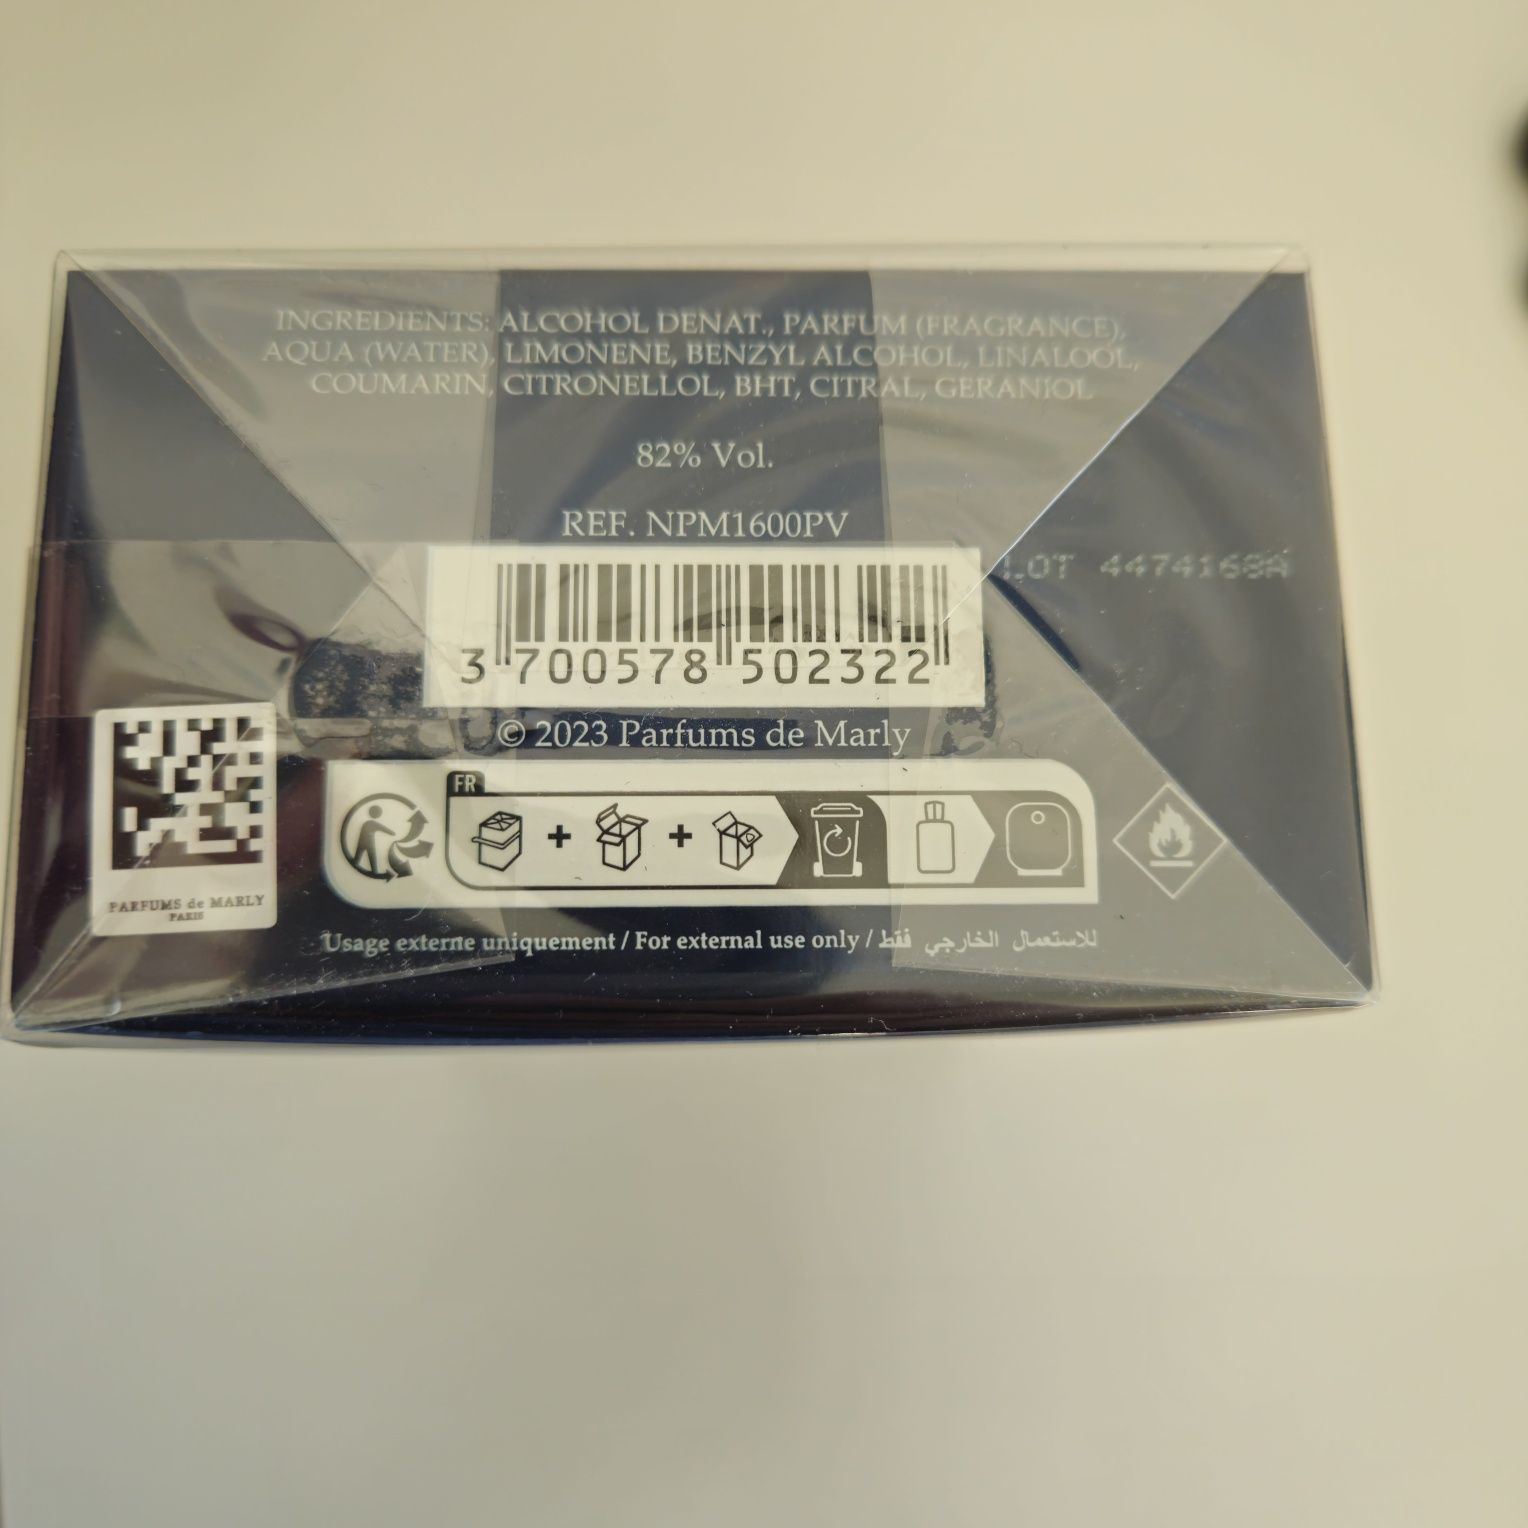 INGREDIENTS: ALCOHOL DENAT., PARFUM (FRAGRANCE),
AQUA (WATER), LIMONENE, BENZYL ALCOHOL, LINALOOL,
COUMARIN, CITRONELLOL, BHT, CITRAL, GERANIOL
82% Vol.
REF. NPM1600PV
LOT 4474168A
3 700578 502322
© 2023 Parfums de Marly
FR
PARFUMS de MARLY
PARIS
Usage externe uniquement / For external use only / للاستعمال الخارجي فقط